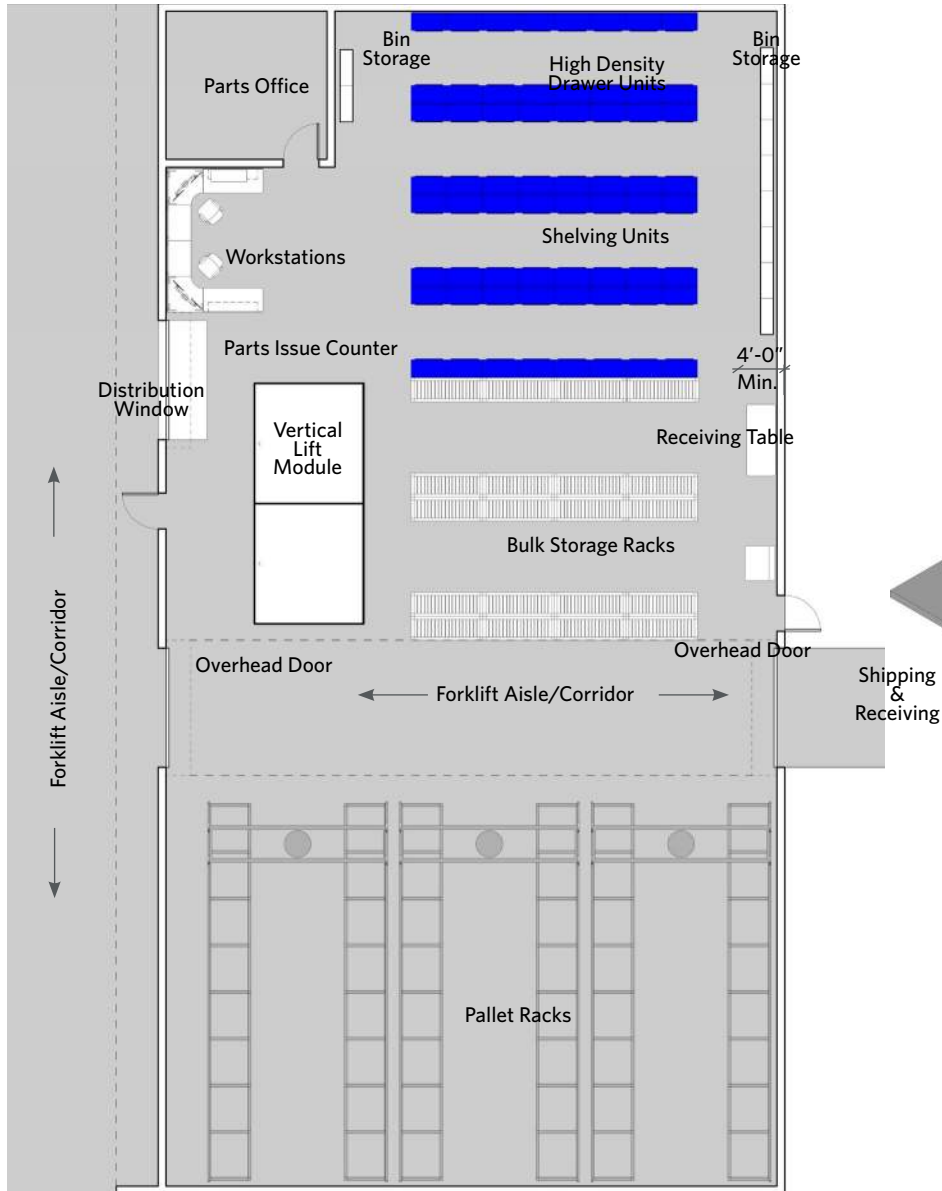 Bin
Storage
Bin
Storage
High Density
Drawer Units
Parts Office
Shelving Units
Workstations
Parts Issue Counter
4'-0"
Min.
Distribution
Window
Vertical
Lift
Module
Receiving Table
Bulk Storage Racks
Forklift Aisle/Corridor
Overhead Door
Overhead Door
Forklift Aisle/Corridor
Shipping
&
Receiving
Pallet Racks